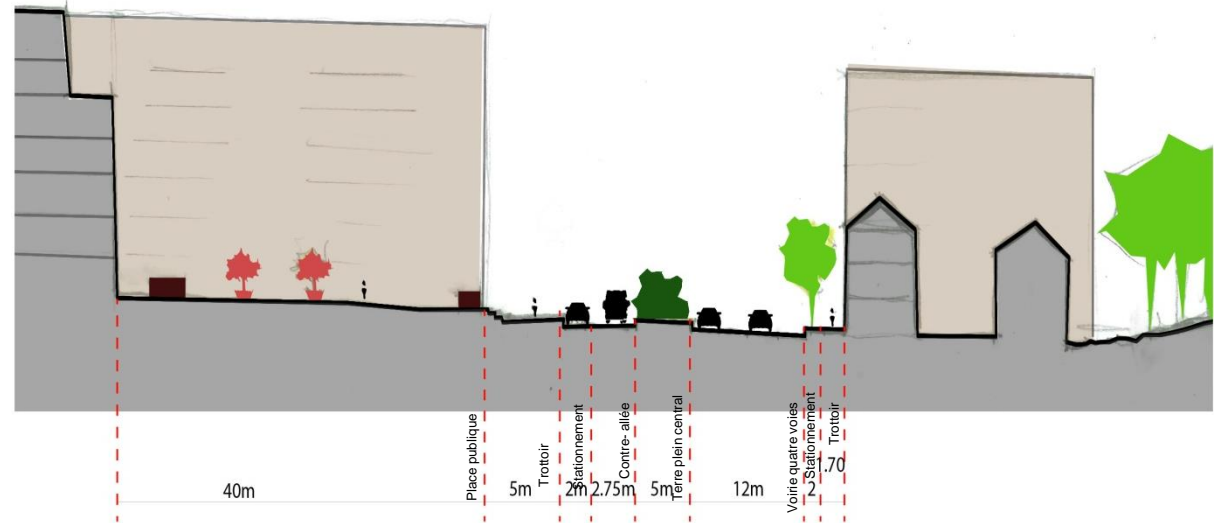 Place publique
Trottoir
Stationnement
Contre- allée
Terre plein central
Voirie quatre voies
Stationnement
Trottoir
40m
5m
2m
2.75m
5m
12m
2
1.70